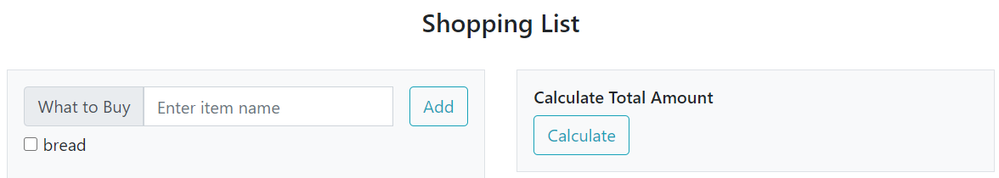 Shopping List
What to Buy Enter item name Add
bread
Calculate Total Amount
Calculate